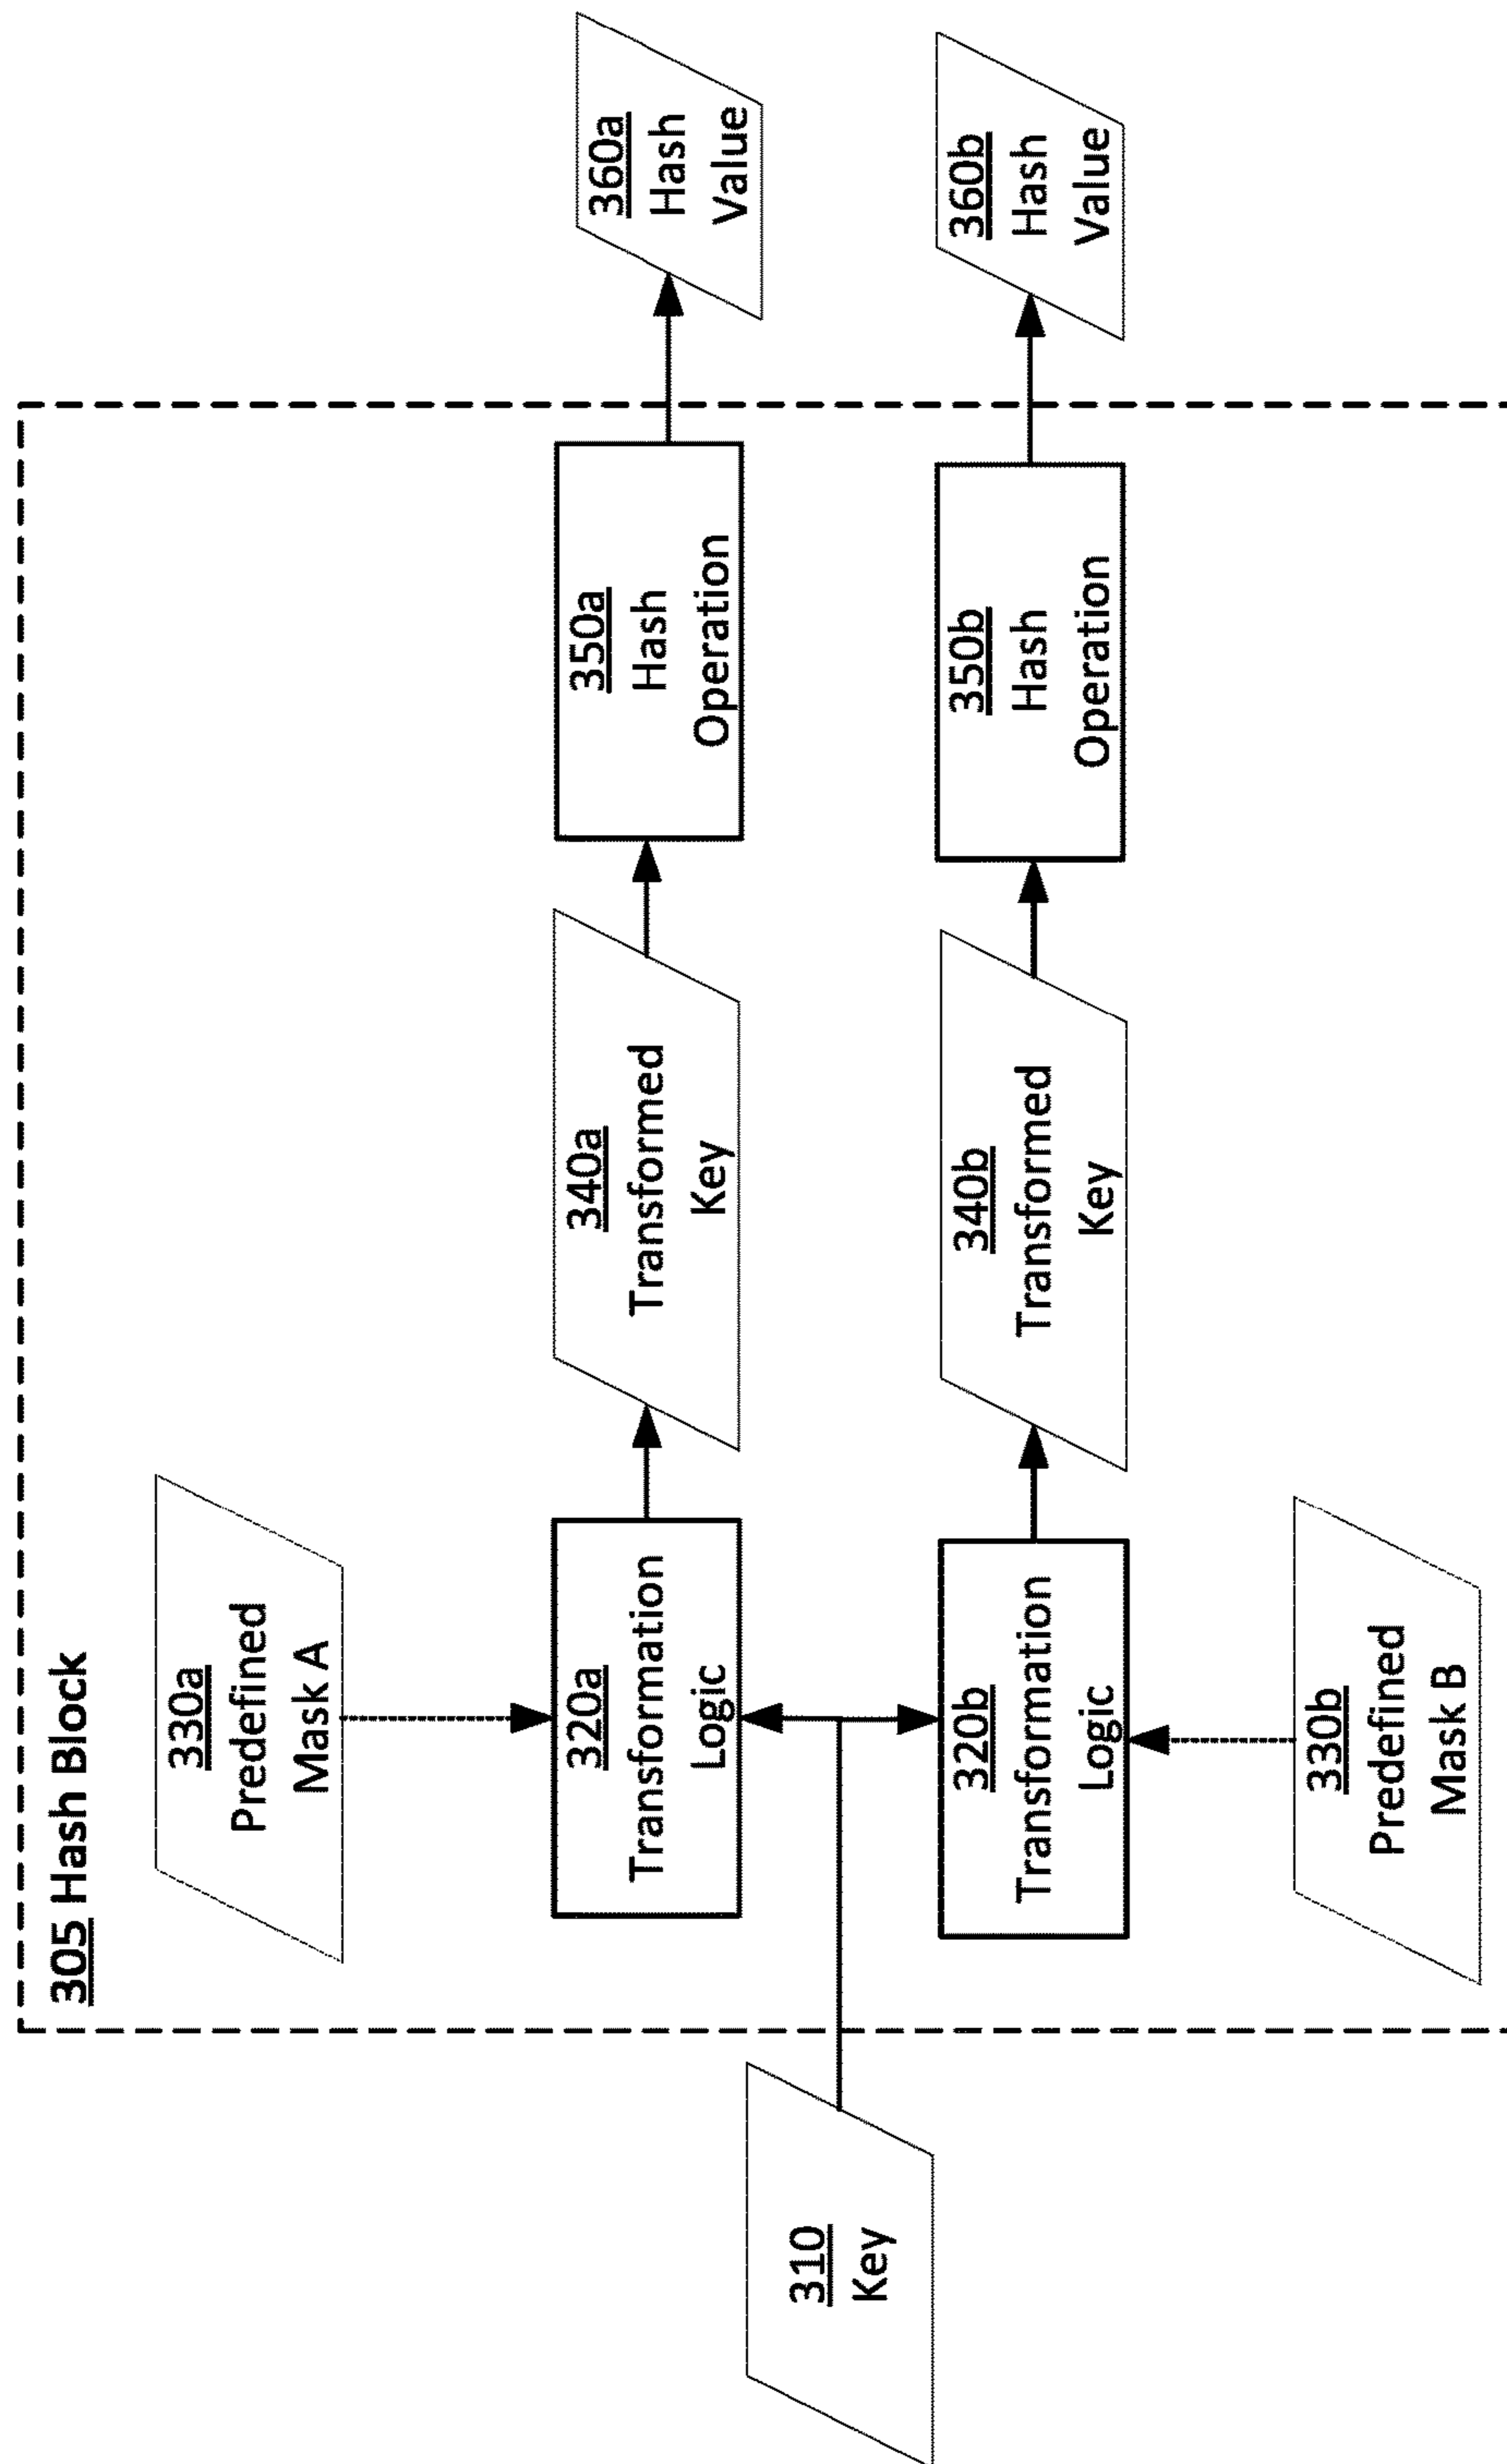 305 Hash Block
330a
Predefined
Mask A
320a
Transformation
Logic
340a
Transformed
Key
350a
Hash
Operation
360a
Hash
Value
310
Key
320b
Transformation
Logic
340b
Transformed
Key
350b
Hash
Operation
360b
Hash
Value
330b
Predefined
Mask B